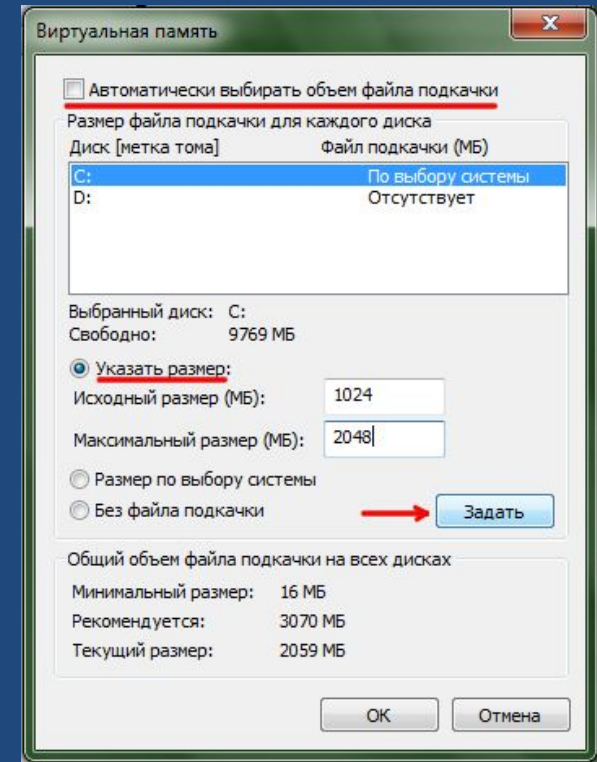 Виртуальная память
Автоматически выбирать объем файла подкачки
Размер файла подкачки для каждого диска
Диск [метка тома] Файл подкачки (МБ)
C: По выбору системы
D: Отсутствует
Выбранный диск: C:
Свободно: 9769 МБ
Указать размер:
Исходный размер (МБ): 1024
Максимальный размер (МБ): 2048
Размер по выбору системы
Без файла подкачки Задать
Общий объем файла подкачки на всех дисках
Минимальный размер: 16 МБ
Рекомендуется: 3070 МБ
Текущий размер: 2059 МБ
ОК Отмена